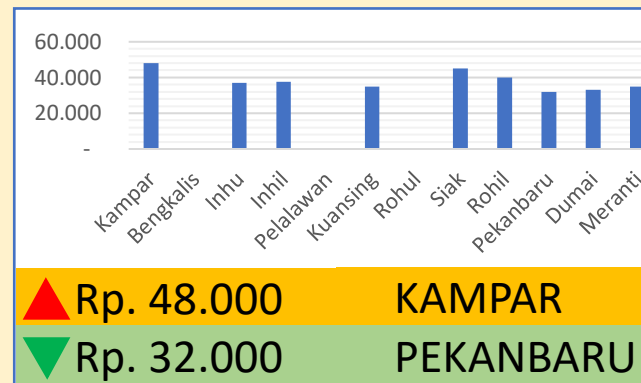 60.000
40.000
20.000
-
Kampar
Bengkalis
Inhu
Inhil
Pelalawan
Kuansing
Rohul
Siak
Rohil
Pekanbaru
Dumai
Meranti
Rp. 48.000 KAMPAR
Rp. 32.000 PEKANBARU